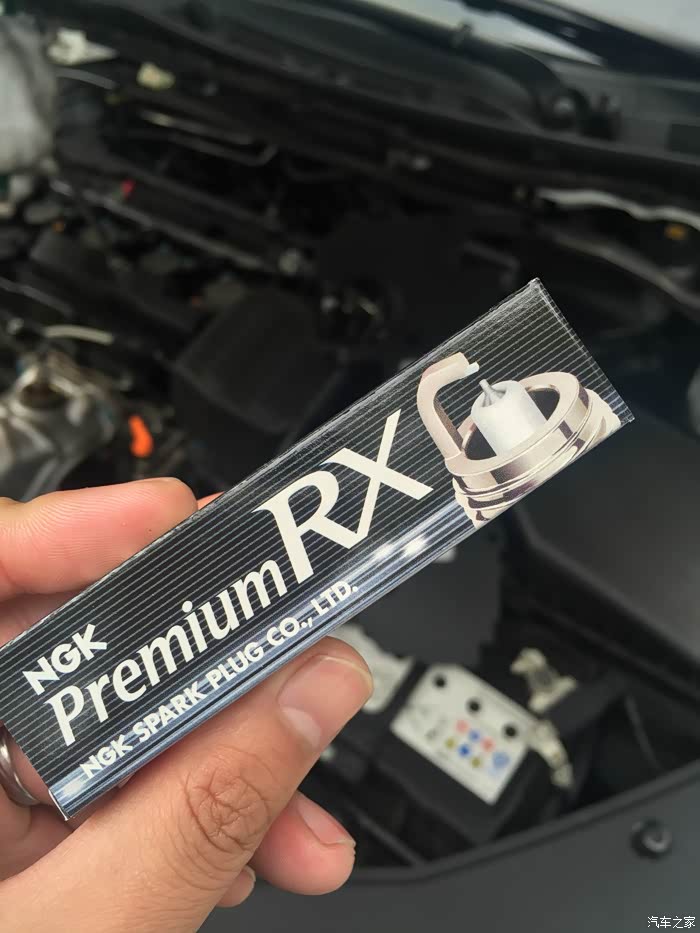 NGK
Premium RX
NGK SPARK PLUG CO., LTD.
汽车之家